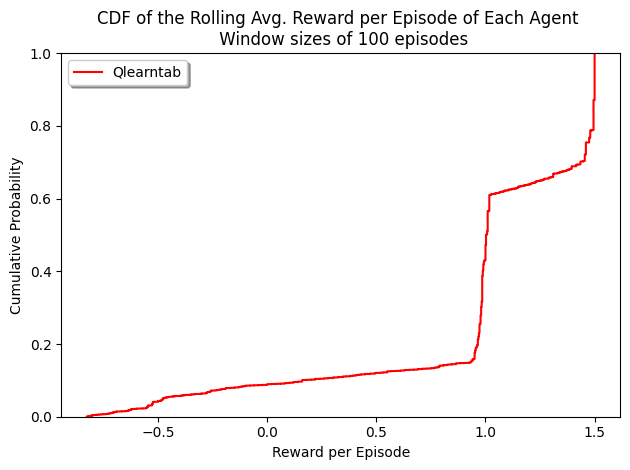 CDF of the Rolling Avg. Reward per Episode of Each Agent
Window sizes of 100 episodes
Qlearntab
1.0
0.8
0.6
0.4
0.2
0.0
Cumulative Probability
−0.5
0.0
0.5
1.0
1.5
Reward per Episode